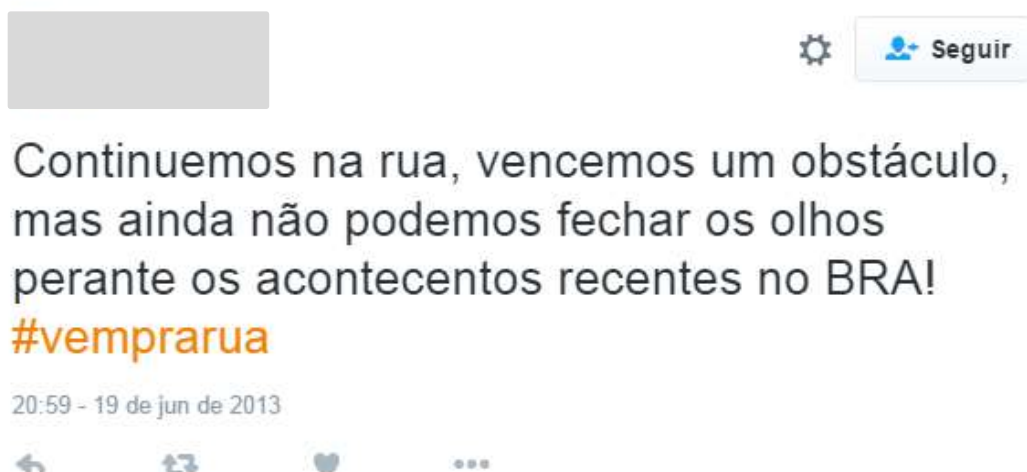 Seguir
Continuemos na rua, vencemos um obstáculo,
mas ainda não podemos fechar os olhos
perante os acontecentos recentes no BRA!
#vemprarua
20:59 - 19 de jun de 2013